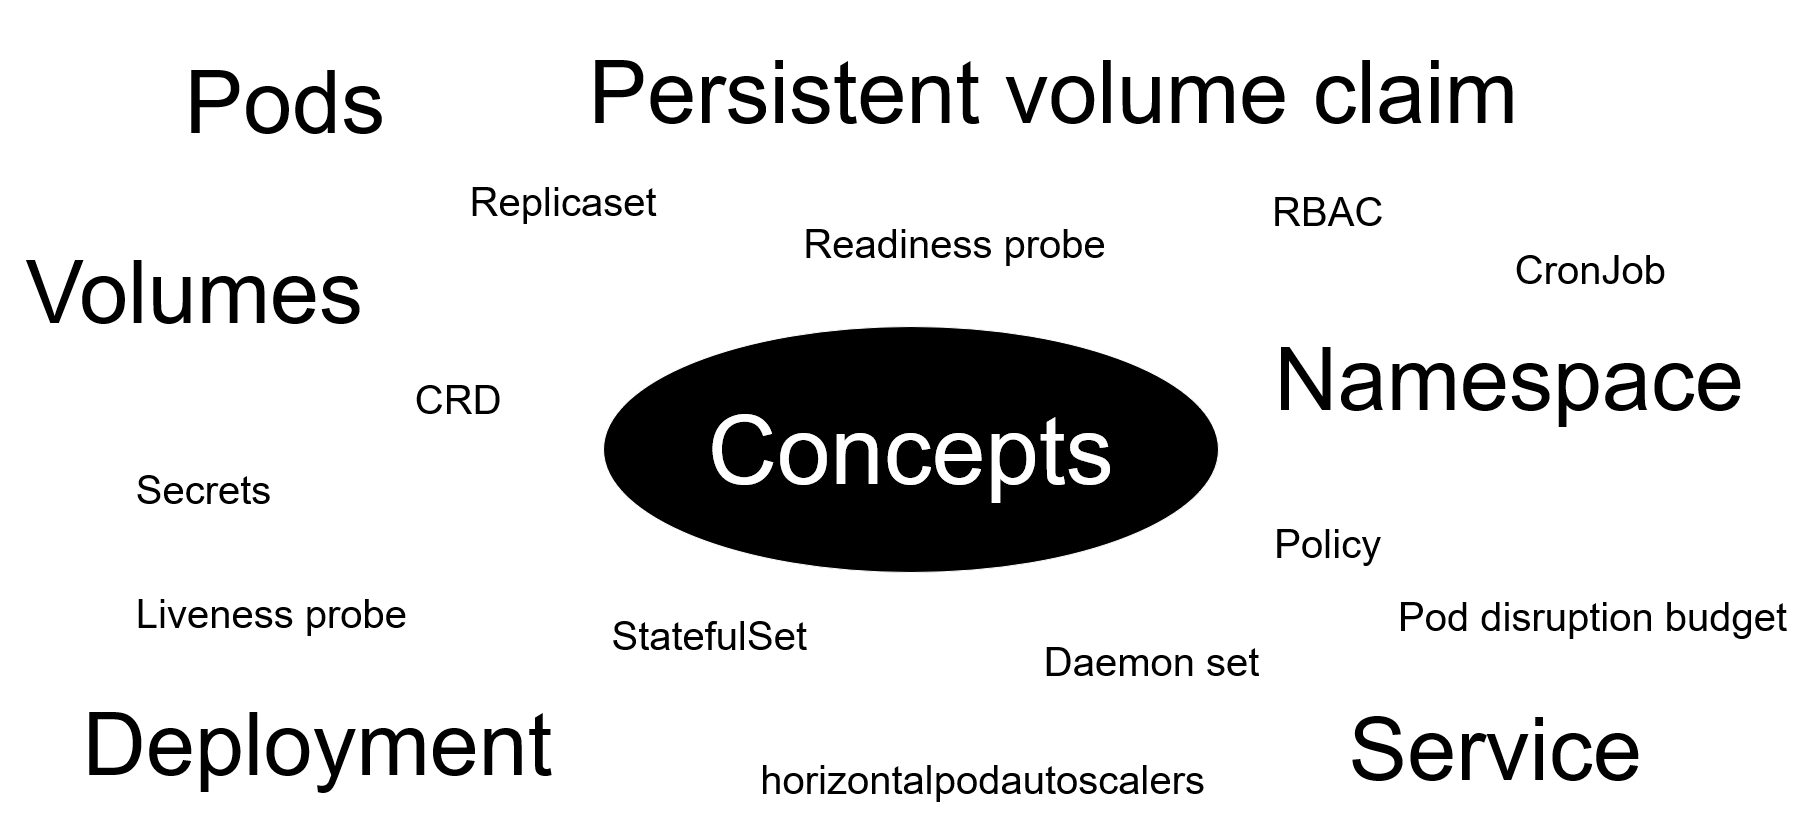 Pods
Persistent volume claim
Replicaset
RBAC
Readiness probe
CronJob
Volumes
Namespace
CRD
Concepts
Secrets
Policy
Liveness probe
Pod disruption budget
StatefulSet
Daemon set
Deployment
Service
horizontalpodautoscalers